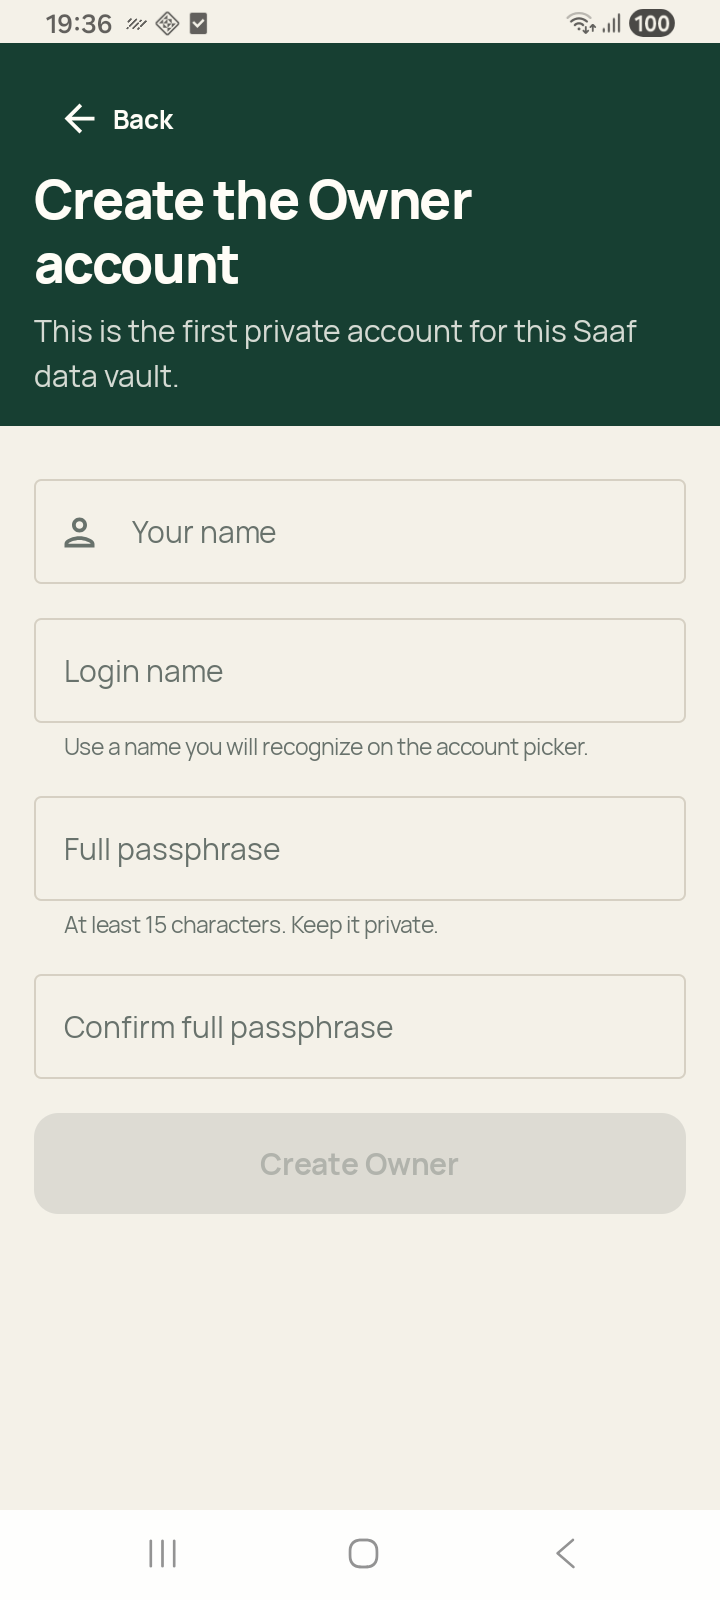 19:36
100
Back
Create the Owner
account
This is the first private account for this Saaf
data vault.
Your name
Login name
Use a name you will recognize on the account picker.
Full passphrase
At least 15 characters. Keep it private.
Confirm full passphrase
Create Owner